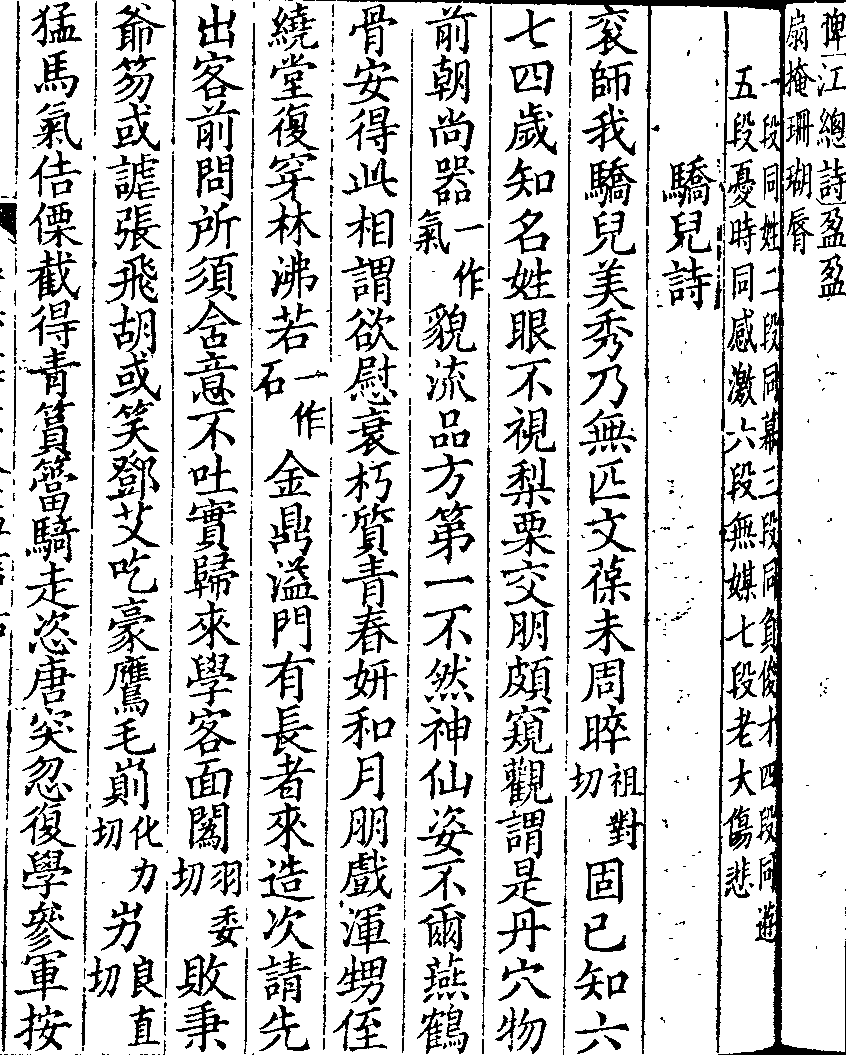 俾江總詩盈盈
扇掩珊瑚脣
一段同姓二段同幕三段同負俊才四段同遊
五段憂時同感激六段無媒七段老大傷悲
驕兒詩
衮師我驕兒美秀乃無匹文葆未周晬祖對切固已知六
七四歲知名姓眼不視梨栗交朋頗窺觀謂是丹穴物
前朝尚器一作氣貌流品方第一不然神仙姿不爾燕鶴
骨安得此相謂欲慰衰朽質青春妍和月朋戲渾甥侄
繞堂復穿林沸若一作石金鼎溢門有長者來造次請先
出客前問所須含意不吐實歸來學客面䦱羽委切敗秉
爺笏或謔張飛胡或笑鄧艾吃豪鷹毛崱化力切屴良直切
猛馬氣佶傈截得青篔簹騎走恣唐突忽復學參軍按